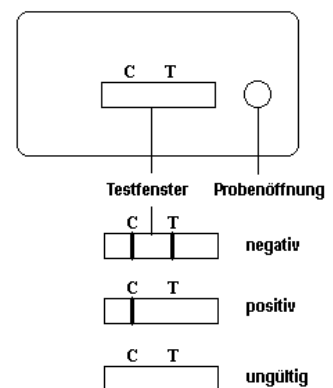 C T
Testfenster Probenöffnung
C T
negativ
C T
positiv
C T
ungültig